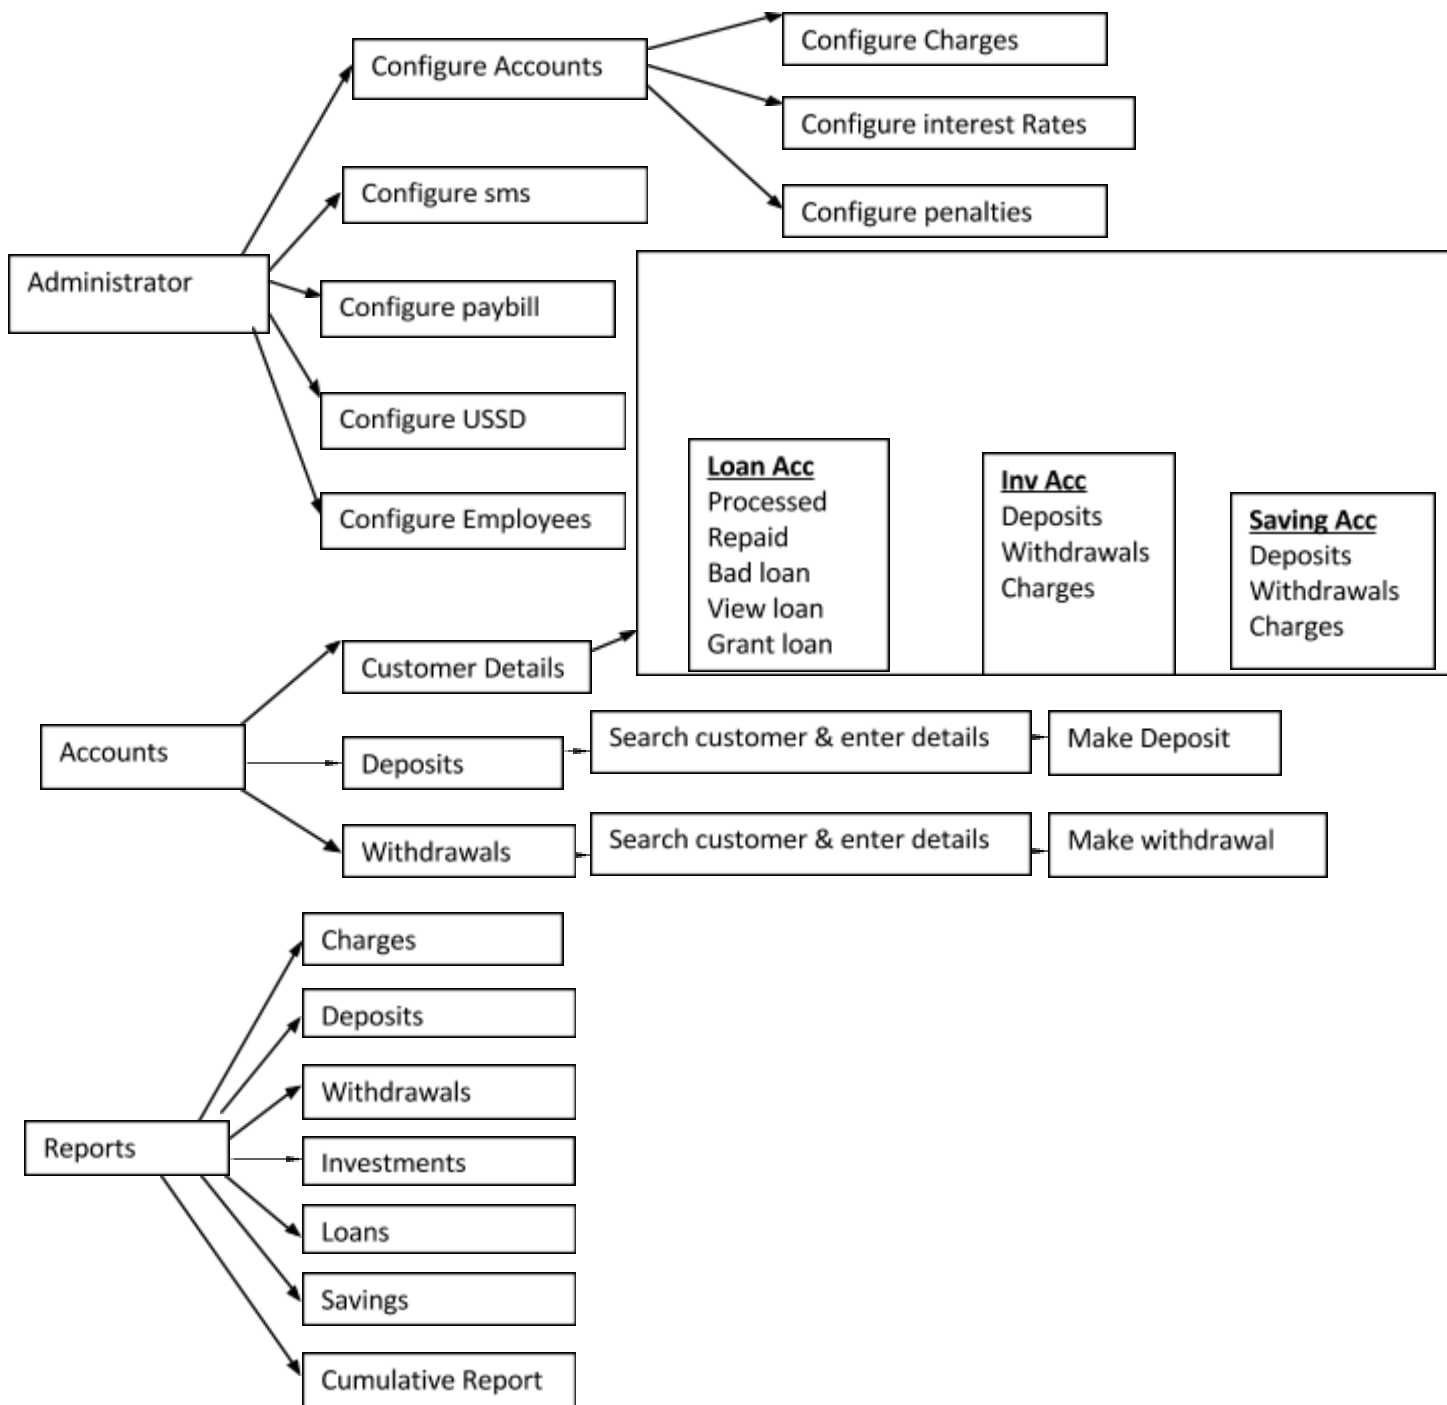 Configure Accounts
Configure Charges
Configure interest Rates
Configure penalties
Configure sms
Administrator
Configure paybill
Configure USSD
Configure Employees
Loan Acc
Processed
Repaid
Bad loan
View loan
Grant loan
Inv Acc
Deposits
Withdrawals
Charges
Saving Acc
Deposits
Withdrawals
Charges
Customer Details
Accounts
Deposits
Search customer & enter details
Make Deposit
Withdrawals
Search customer & enter details
Make withdrawal
Charges
Deposits
Withdrawals
Reports
Investments
Loans
Savings
Cumulative Report